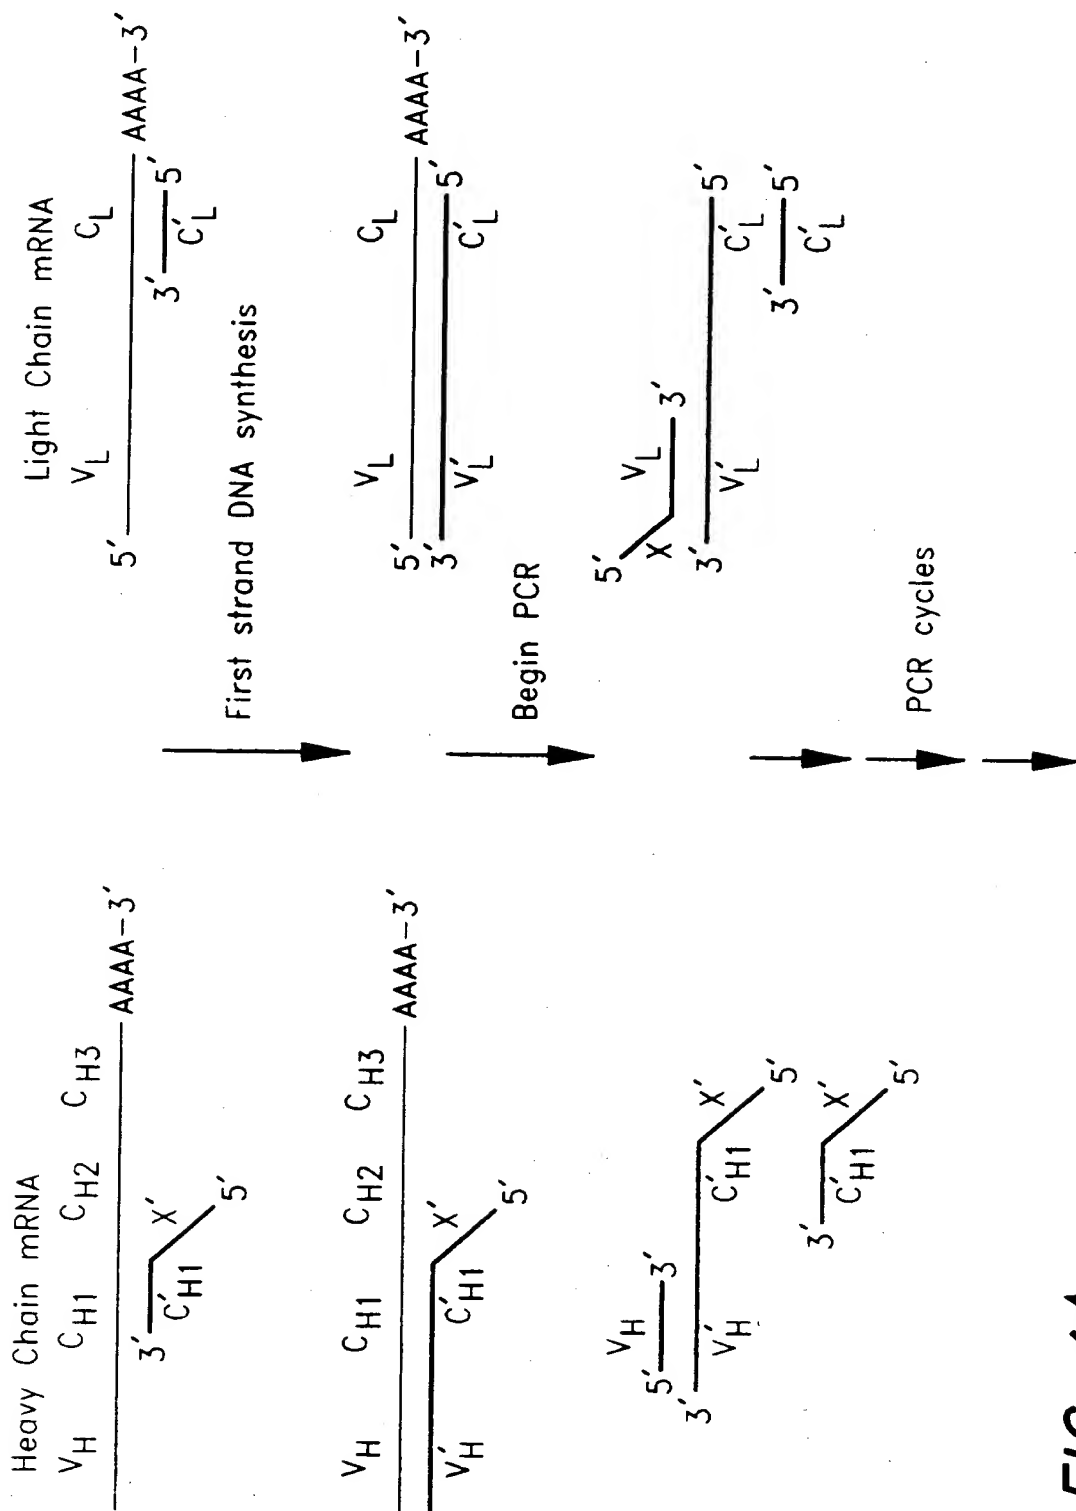 Heavy Chain mRNA
V_H C_H1 C_H2 C_H3
AAAA-3′
3′
C′_H1 X′
5′
Light Chain mRNA
V_L C_L
5′ AAAA-3′
3′ 5′
C′_L
First strand DNA synthesis
V_H C_H1 C_H2 C_H3
AAAA-3′
V′_H C′_H1 X′
5′
V_L C_L
5′ AAAA-3′
3′ 5′
V′_L C′_L
Begin PCR
V_H
5′ 3′
3′
V′_H C′_H1 X′
5′
3′
C′_H1 X′
5′
5′
X V_L
3′
3′ 5′
V′_L C′_L
3′ 5′
C′_L
PCR cycles
FIG.